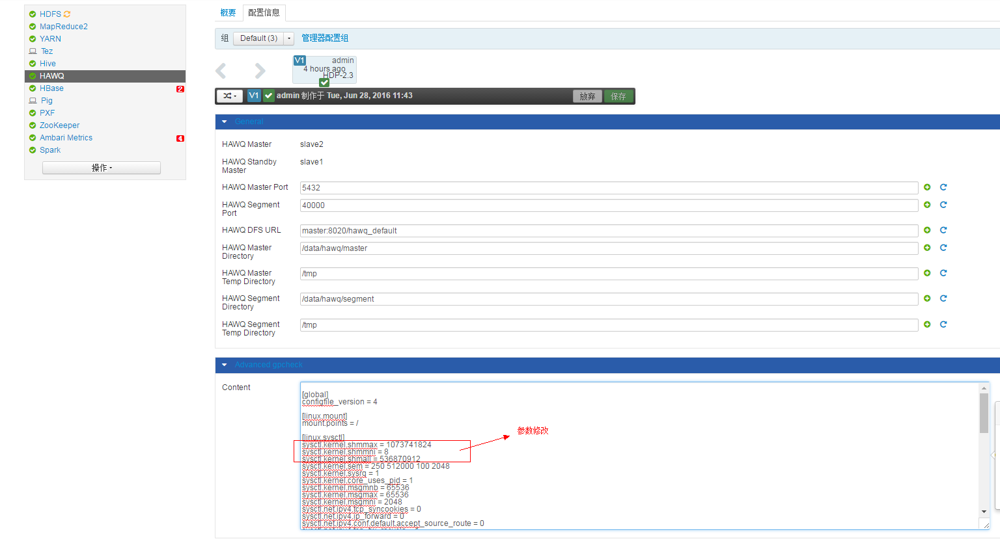 HDFS
MapReduce2
YARN
Tez
Hive
HAWQ
HBase 2
Pig
PXF
ZooKeeper
Ambari Metrics 4
Spark
操作
概要 配置信息
组 Default (3) 管理器配置组
V1 admin
4 hours ago
HDP-2.3
V1 admin 制作于 Tue, Jun 28, 2016 11:43 放弃 保存
General
HAWQ Master slave2
HAWQ Standby Master slave1
HAWQ Master Port 5432
HAWQ Segment Port 40000
HAWQ DFS URL master:8020/hawq_default
HAWQ Master Directory /data/hawq/master
HAWQ Master Temp Directory /tmp
HAWQ Segment Directory /data/hawq/segment
HAWQ Segment Temp Directory /tmp
Advanced gpcheck
Content
[global]
configfile_version = 4
[linux.mount]
mount.points = /
[linux.sysctl]
sysctl.kernel.shmmax = 1073741824
sysctl.kernel.shmmni = 8
sysctl.kernel.shmall = 536870912
sysctl.kernel.sem = 250 512000 100 2048
sysctl.kernel.sysrq = 1
sysctl.kernel.core_uses_pid = 1
sysctl.kernel.msgmnb = 65536
sysctl.kernel.msgmax = 65536
sysctl.kernel.msgmni = 2048
sysctl.net.ipv4.tcp_syncookies = 0
sysctl.net.ipv4.ip_forward = 0
sysctl.net.ipv4.conf.default.accept_source_route = 0
参数修改